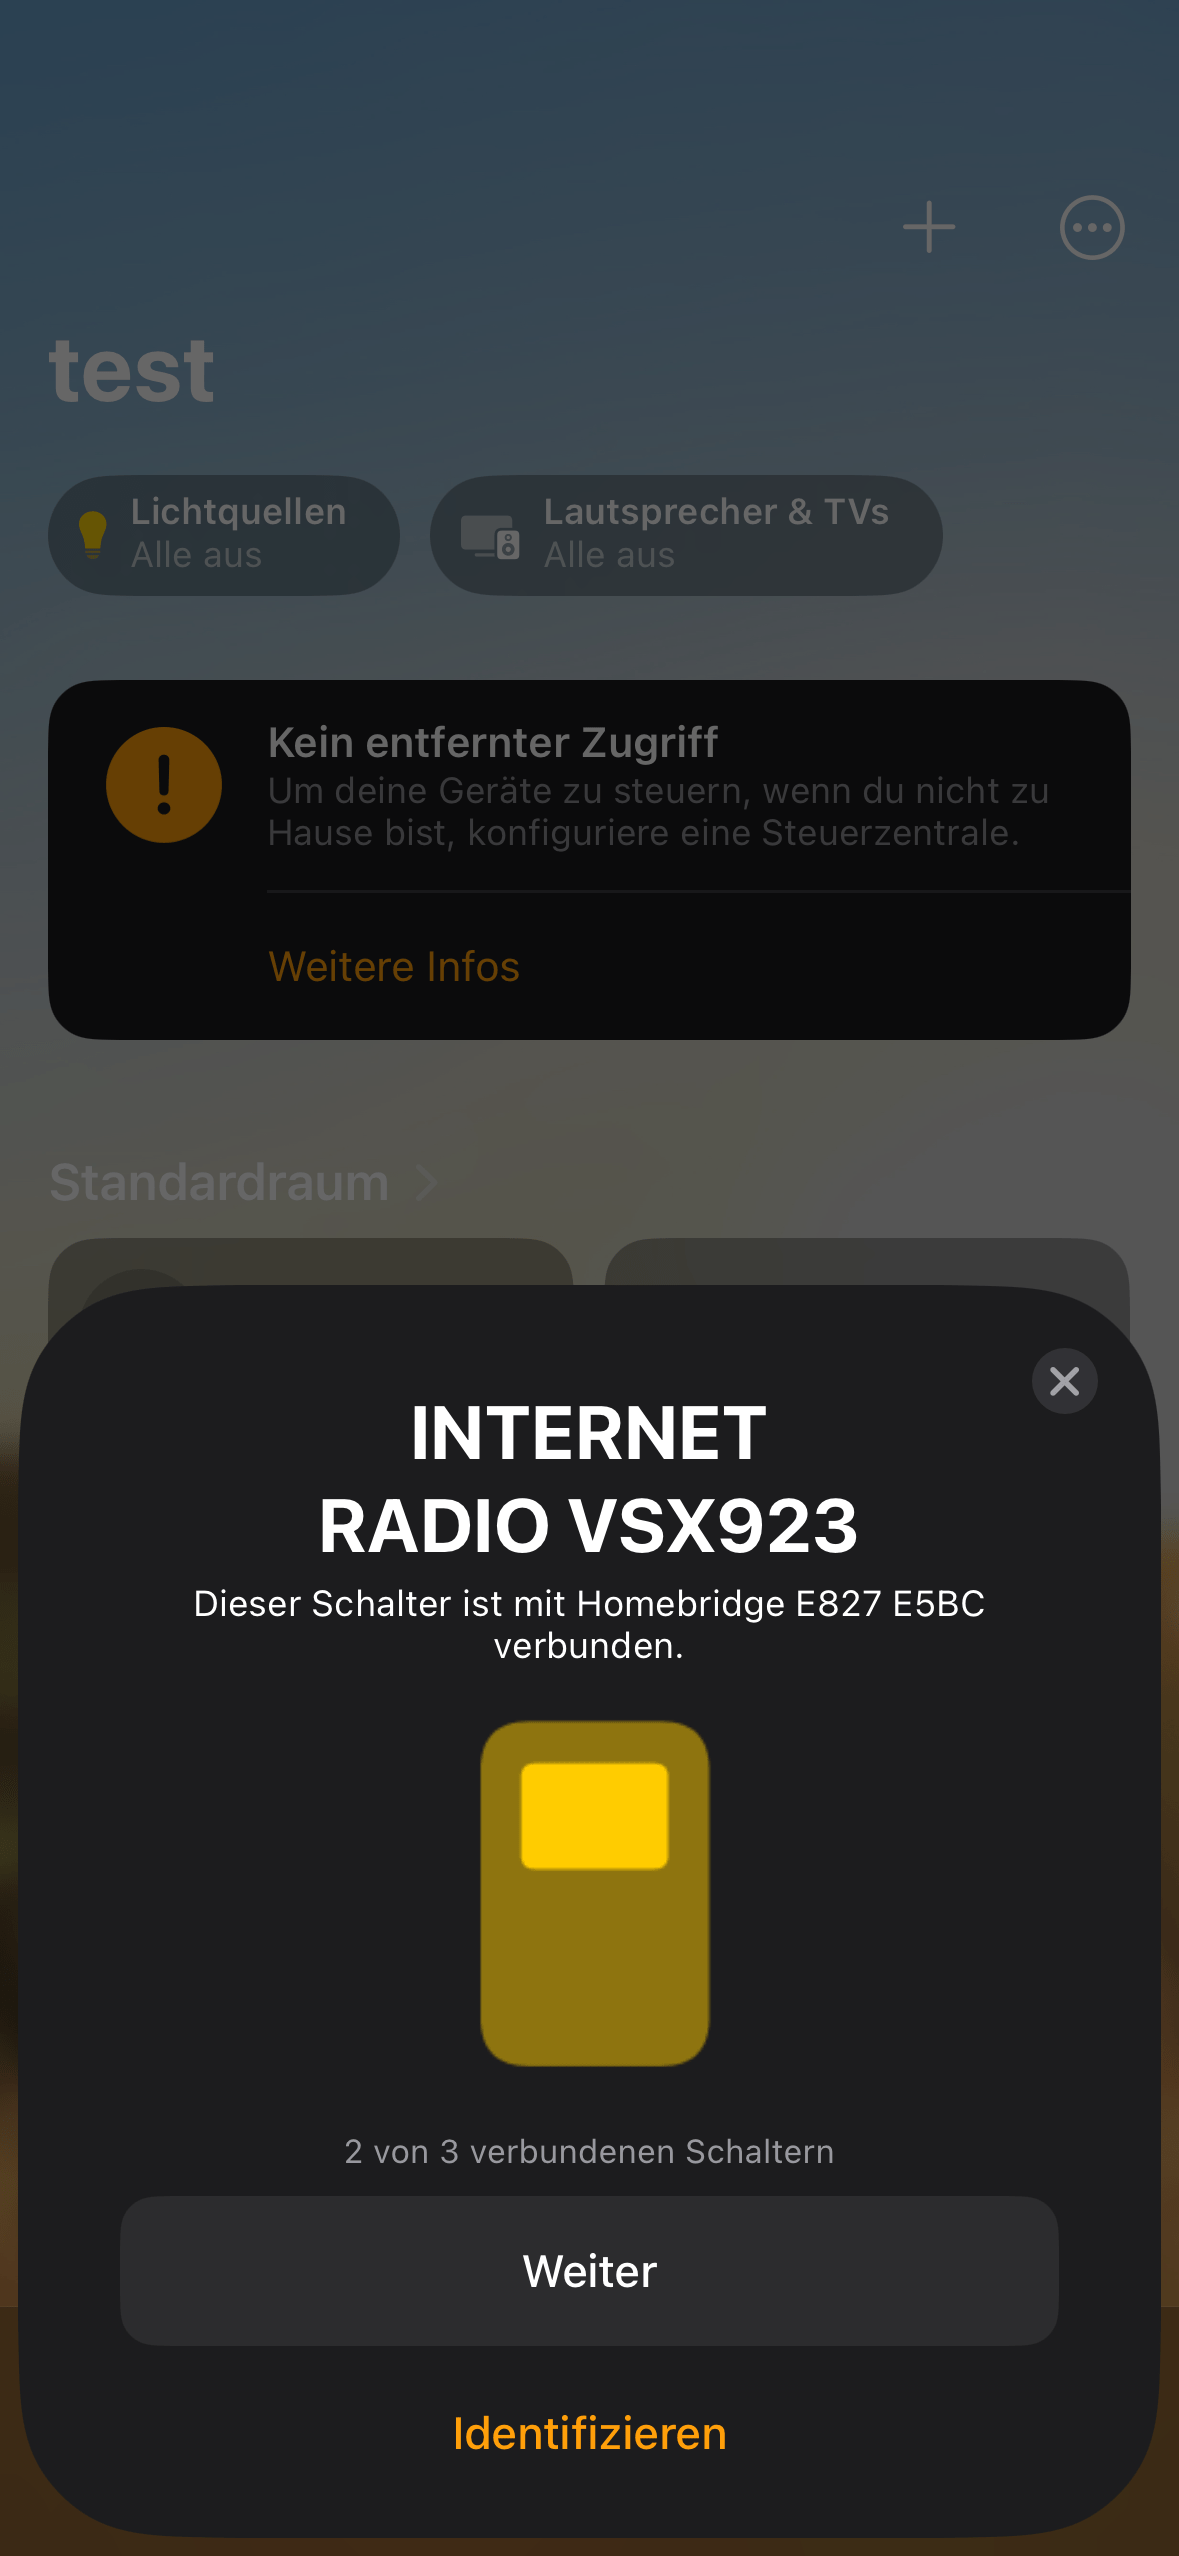 test
Lichtquellen
Alle aus
Lautsprecher & TVs
Alle aus
Kein entfernter Zugriff
Um deine Geräte zu steuern, wenn du nicht zu
Hause bist, konfiguriere eine Steuerzentrale.
Weitere Infos
Standardraum
INTERNET
RADIO VSX923
Dieser Schalter ist mit Homebridge E827 E5BC
verbunden.
2 von 3 verbundenen Schaltern
Weiter
Identifizieren